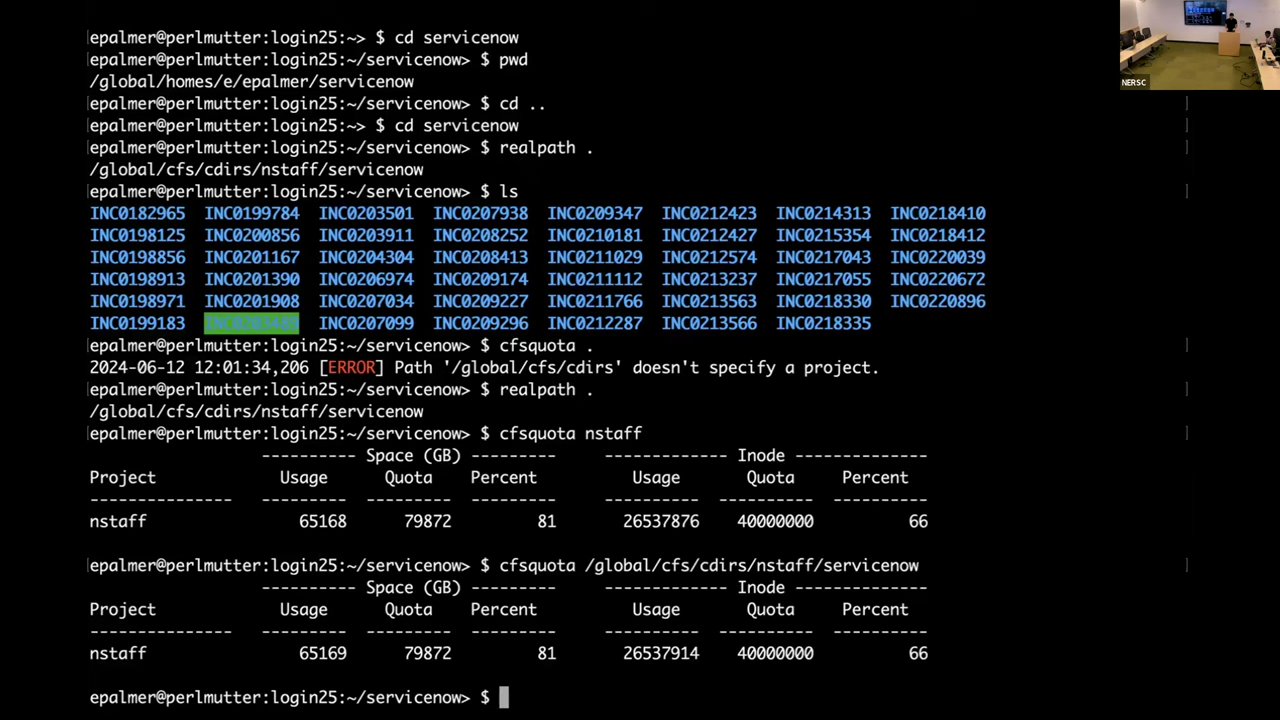 epalmer@perlmutter:login25:~> $ cd servicenow
epalmer@perlmutter:login25:~/servicenow> $ pwd
/global/homes/e/epalmer/servicenow
epalmer@perlmutter:login25:~/servicenow> $ cd ..
epalmer@perlmutter:login25:~> $ cd servicenow
epalmer@perlmutter:login25:~/servicenow> $ realpath .
/global/cfs/cdirs/nstaff/servicenow
epalmer@perlmutter:login25:~/servicenow> $ ls
INC0182965 INC0199784 INC0203501 INC0207938 INC0209347 INC0212423 INC0214313 INC0218410
INC0198125 INC0200856 INC0203911 INC0208252 INC0210181 INC0212427 INC0215354 INC0218412
INC0198856 INC0201167 INC0204304 INC0208413 INC0211029 INC0212574 INC0217043 INC0220039
INC0198913 INC0201390 INC0206974 INC0209174 INC0211112 INC0213237 INC0217055 INC0220672
INC0198971 INC0201908 INC0207034 INC0209227 INC0211766 INC0213563 INC0218330 INC0220896
INC0199183 INC0207099 INC0209296 INC0212287 INC0213566 INC0218335
epalmer@perlmutter:login25:~/servicenow> $ cfsquota .
2024-06-12 12:01:34,206 [ERROR] Path '/global/cfs/cdirs' doesn't specify a project.
epalmer@perlmutter:login25:~/servicenow> $ realpath .
/global/cfs/cdirs/nstaff/servicenow
epalmer@perlmutter:login25:~/servicenow> $ cfsquota nstaff
---------- Space (GB) --------- ------------- Inode --------------
Project Usage Quota Percent Usage Quota Percent
--------------- --------- --------- --------- ---------- ---------- ---------
nstaff 65168 79872 81 26537876 40000000 66
epalmer@perlmutter:login25:~/servicenow> $ cfsquota /global/cfs/cdirs/nstaff/servicenow
---------- Space (GB) --------- ------------- Inode --------------
Project Usage Quota Percent Usage Quota Percent
--------------- --------- --------- --------- ---------- ---------- ---------
nstaff 65169 79872 81 26537914 40000000 66
epalmer@perlmutter:login25:~/servicenow> $
NERSC